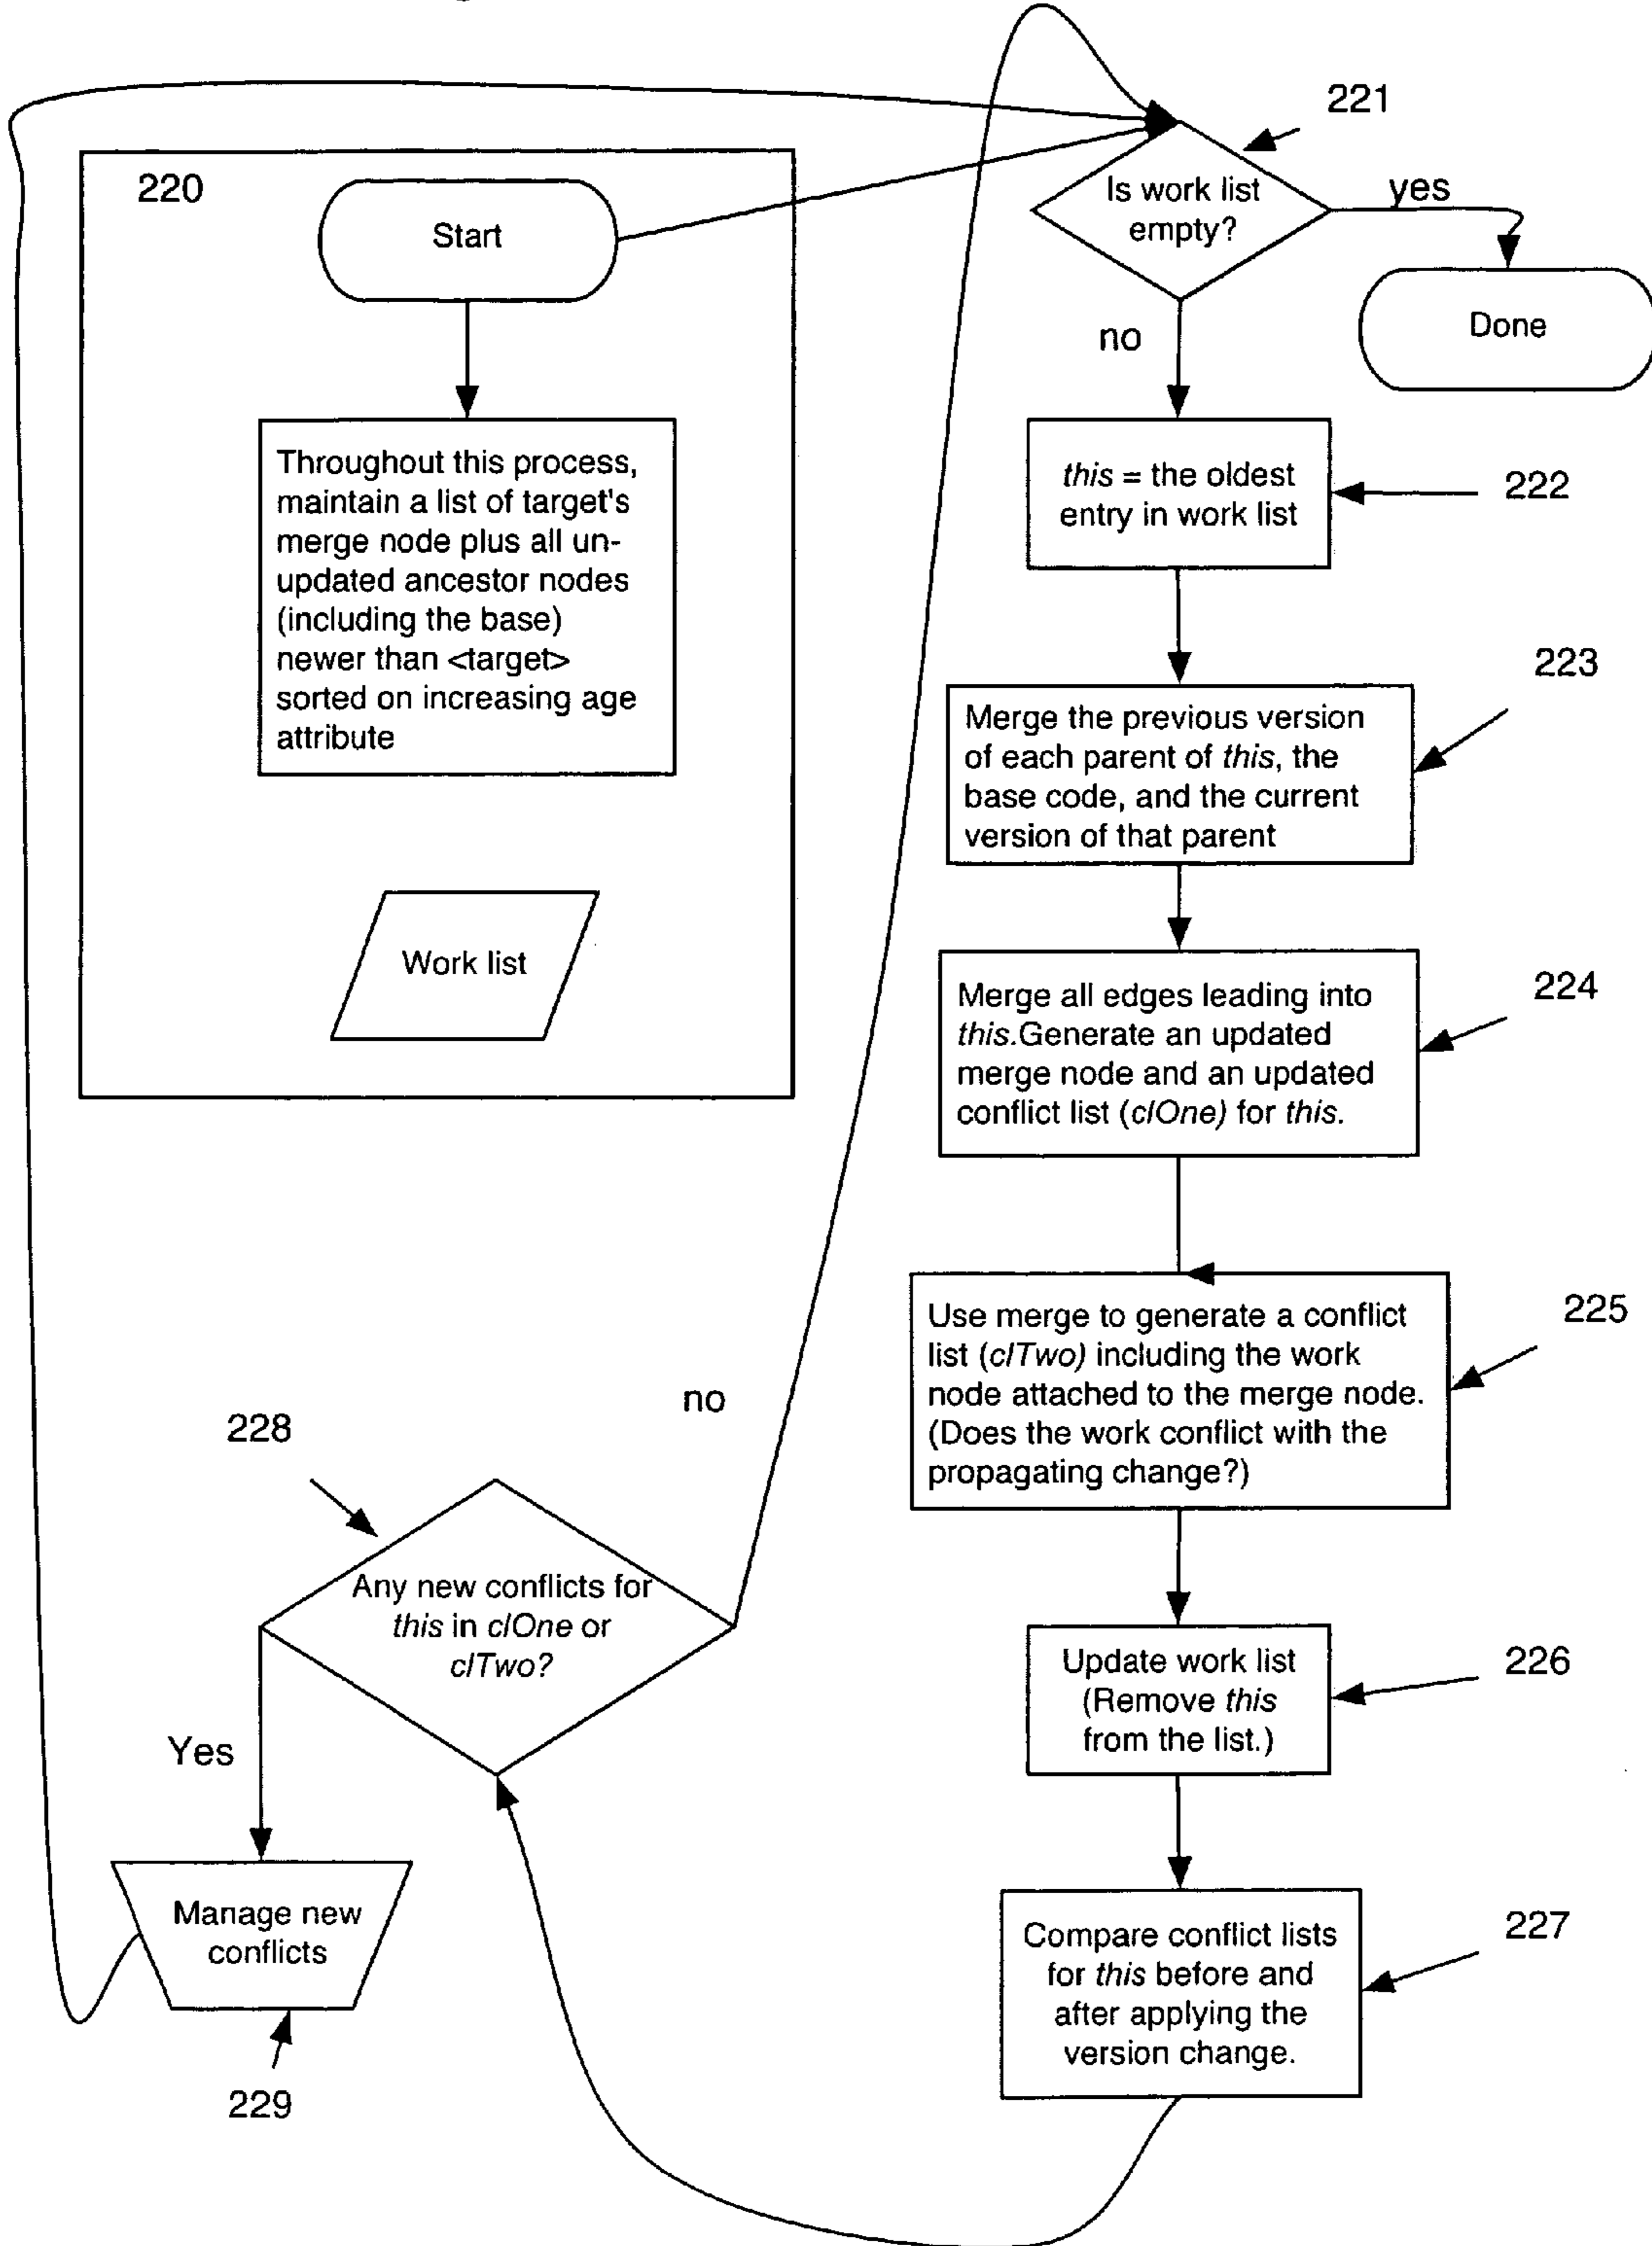 220
Start
Throughout this process,
maintain a list of target's
merge node plus all un-
updated ancestor nodes
(including the base)
newer than <target>
sorted on increasing age
attribute
Work list
221
Is work list
empty?
yes
Done
no
this = the oldest
entry in work list
222
223
Merge the previous version
of each parent of this, the
base code, and the current
version of that parent
224
Merge all edges leading into
this.Generate an updated
merge node and an updated
conflict list (clOne) for this.
225
Use merge to generate a conflict
list (clTwo) including the work
node attached to the merge node.
(Does the work conflict with the
propagating change?)
226
Update work list
(Remove this
from the list.)
227
Compare conflict lists
for this before and
after applying the
version change.
228
no
Any new conflicts for
this in clOne or
clTwo?
Yes
Manage new
conflicts
229